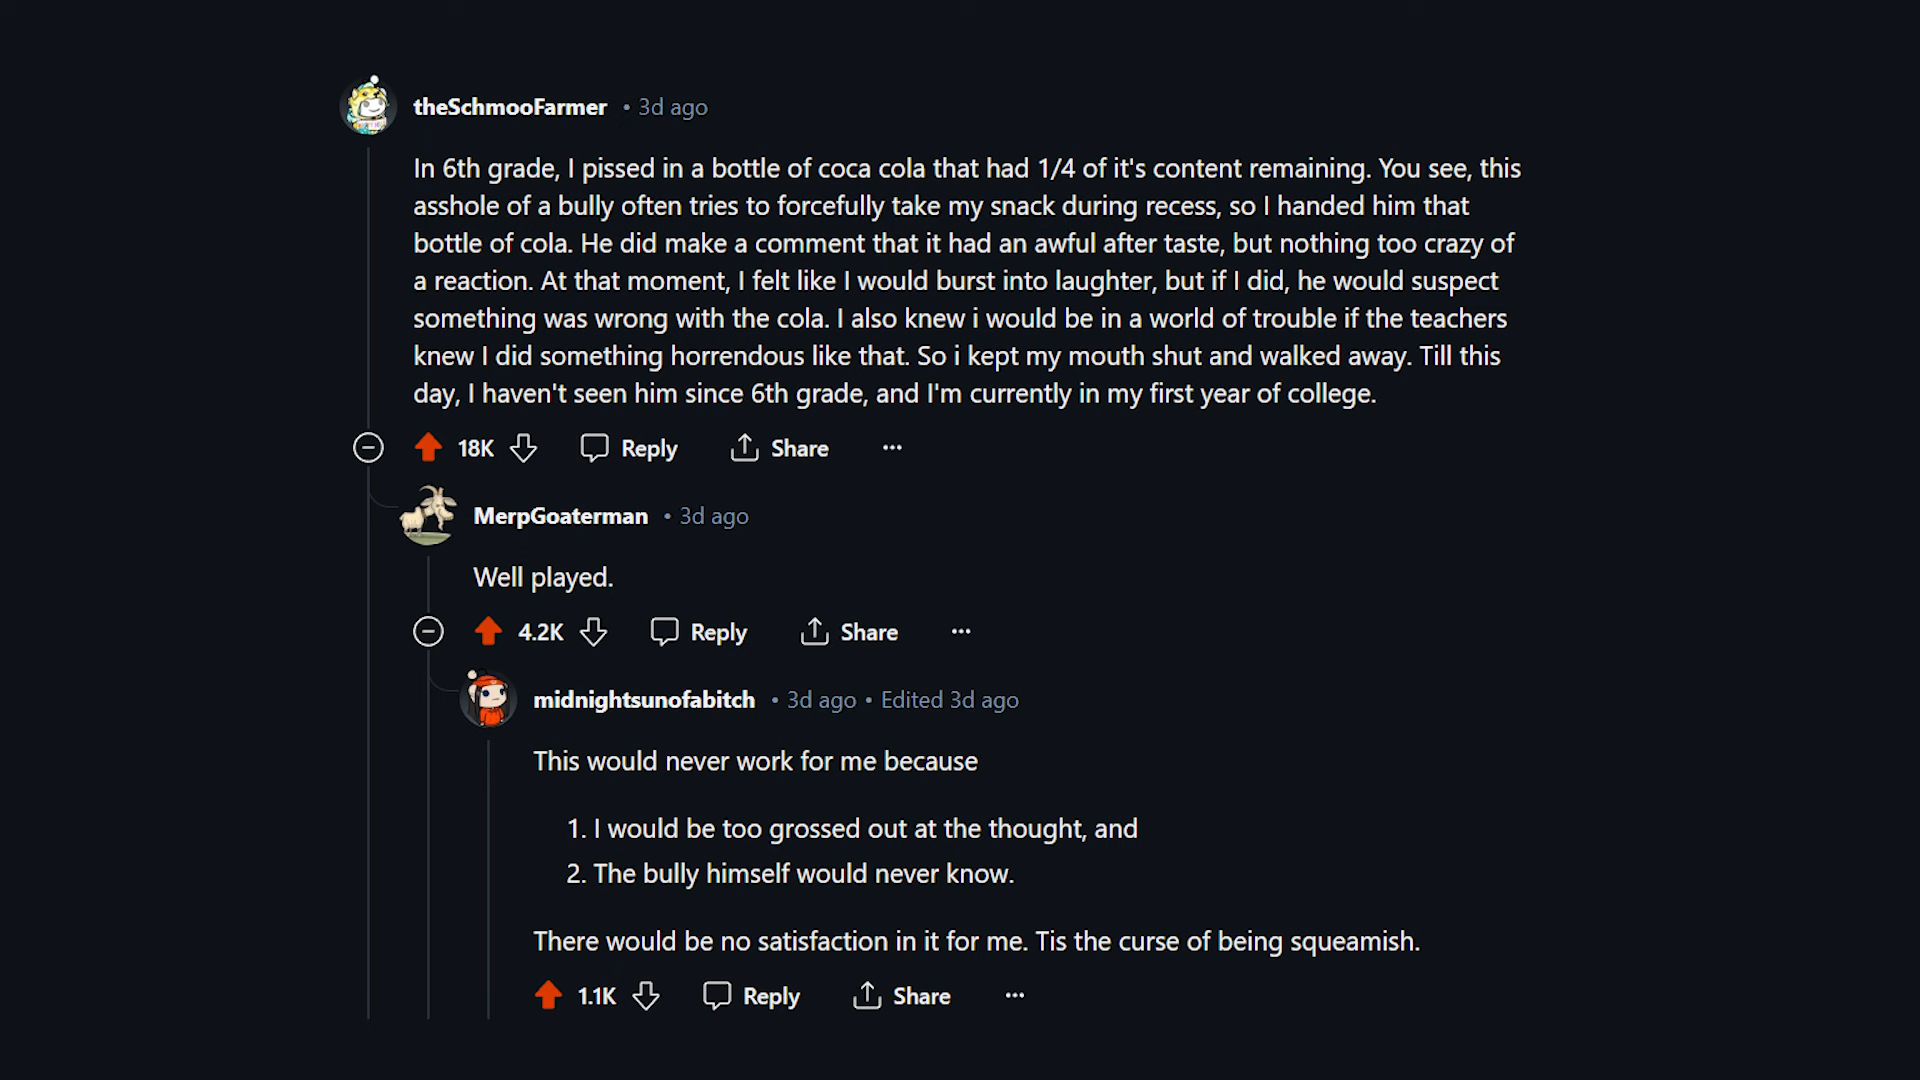 theSchmooFarmer • 3d ago
In 6th grade, I pissed in a bottle of coca cola that had 1/4 of it's content remaining. You see, this
asshole of a bully often tries to forcefully take my snack during recess, so I handed him that
bottle of cola. He did make a comment that it had an awful after taste, but nothing too crazy of
a reaction. At that moment, I felt like I would burst into laughter, but if I did, he would suspect
something was wrong with the cola. I also knew i would be in a world of trouble if the teachers
knew I did something horrendous like that. So i kept my mouth shut and walked away. Till this
day, I haven't seen him since 6th grade, and I'm currently in my first year of college.
18K Reply Share ...
MerpGoaterman • 3d ago
Well played.
4.2K Reply Share ...
midnightsunofabitch • 3d ago • Edited 3d ago
This would never work for me because
1. I would be too grossed out at the thought, and
2. The bully himself would never know.
There would be no satisfaction in it for me. Tis the curse of being squeamish.
1.1K Reply Share ...